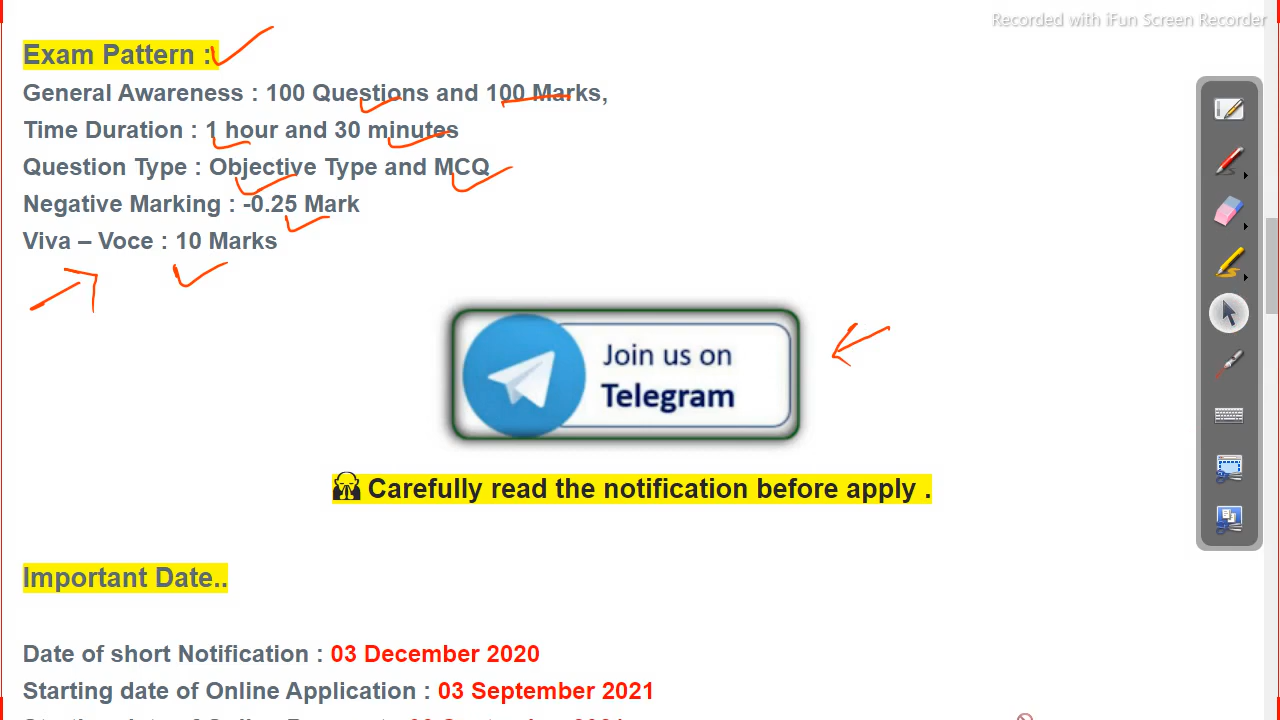 Recorded with iFun Screen Recorder
Exam Pattern :
General Awareness : 100 Questions and 100 Marks,
Time Duration : 1 hour and 30 minutes
Question Type : Objective Type and MCQ
Negative Marking : -0.25 Mark
Viva – Voce : 10 Marks
Join us on
Telegram
Carefully read the notification before apply .
Important Date..
Date of short Notification : 03 December 2020
Starting date of Online Application : 03 September 2021